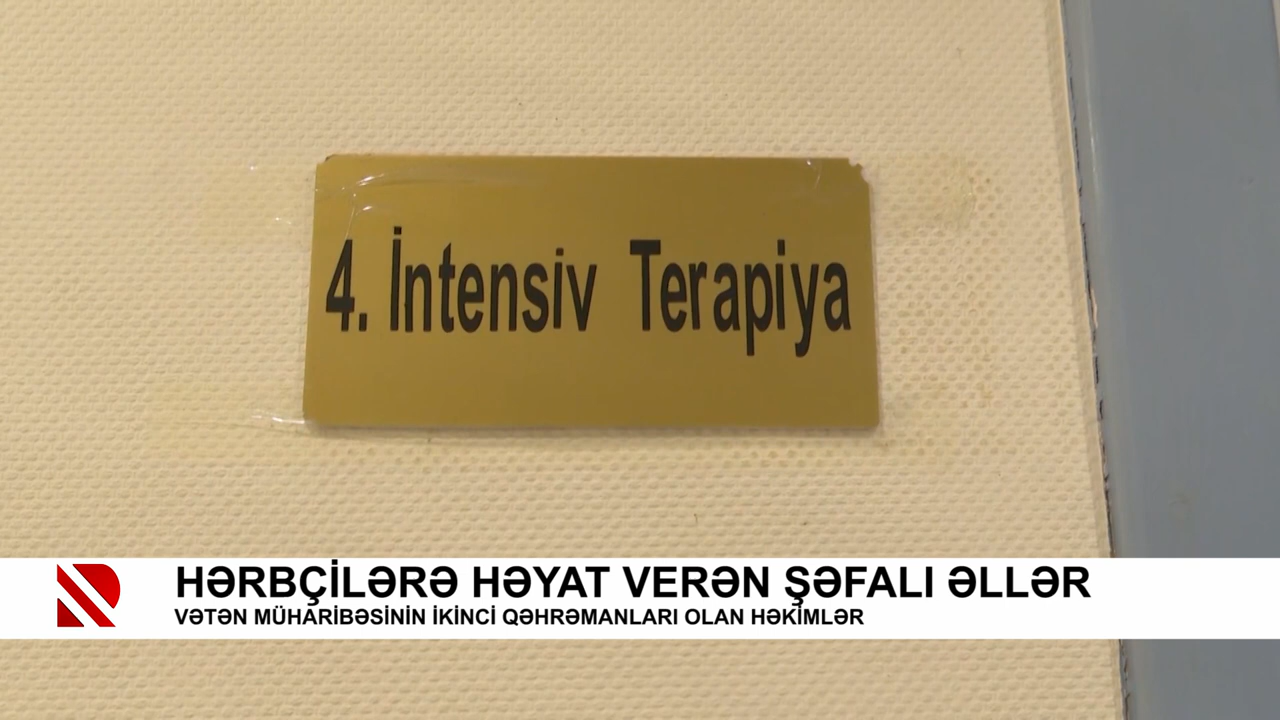 4. İntensiv Terapiya
HƏRBÇİLƏRƏ HƏYAT VERƏN ŞƏFALI ƏLLƏR
VƏTƏN MÜHARİBƏSİNİN İKİNCİ QƏHRƏMANLARI OLAN HƏKİMLƏR